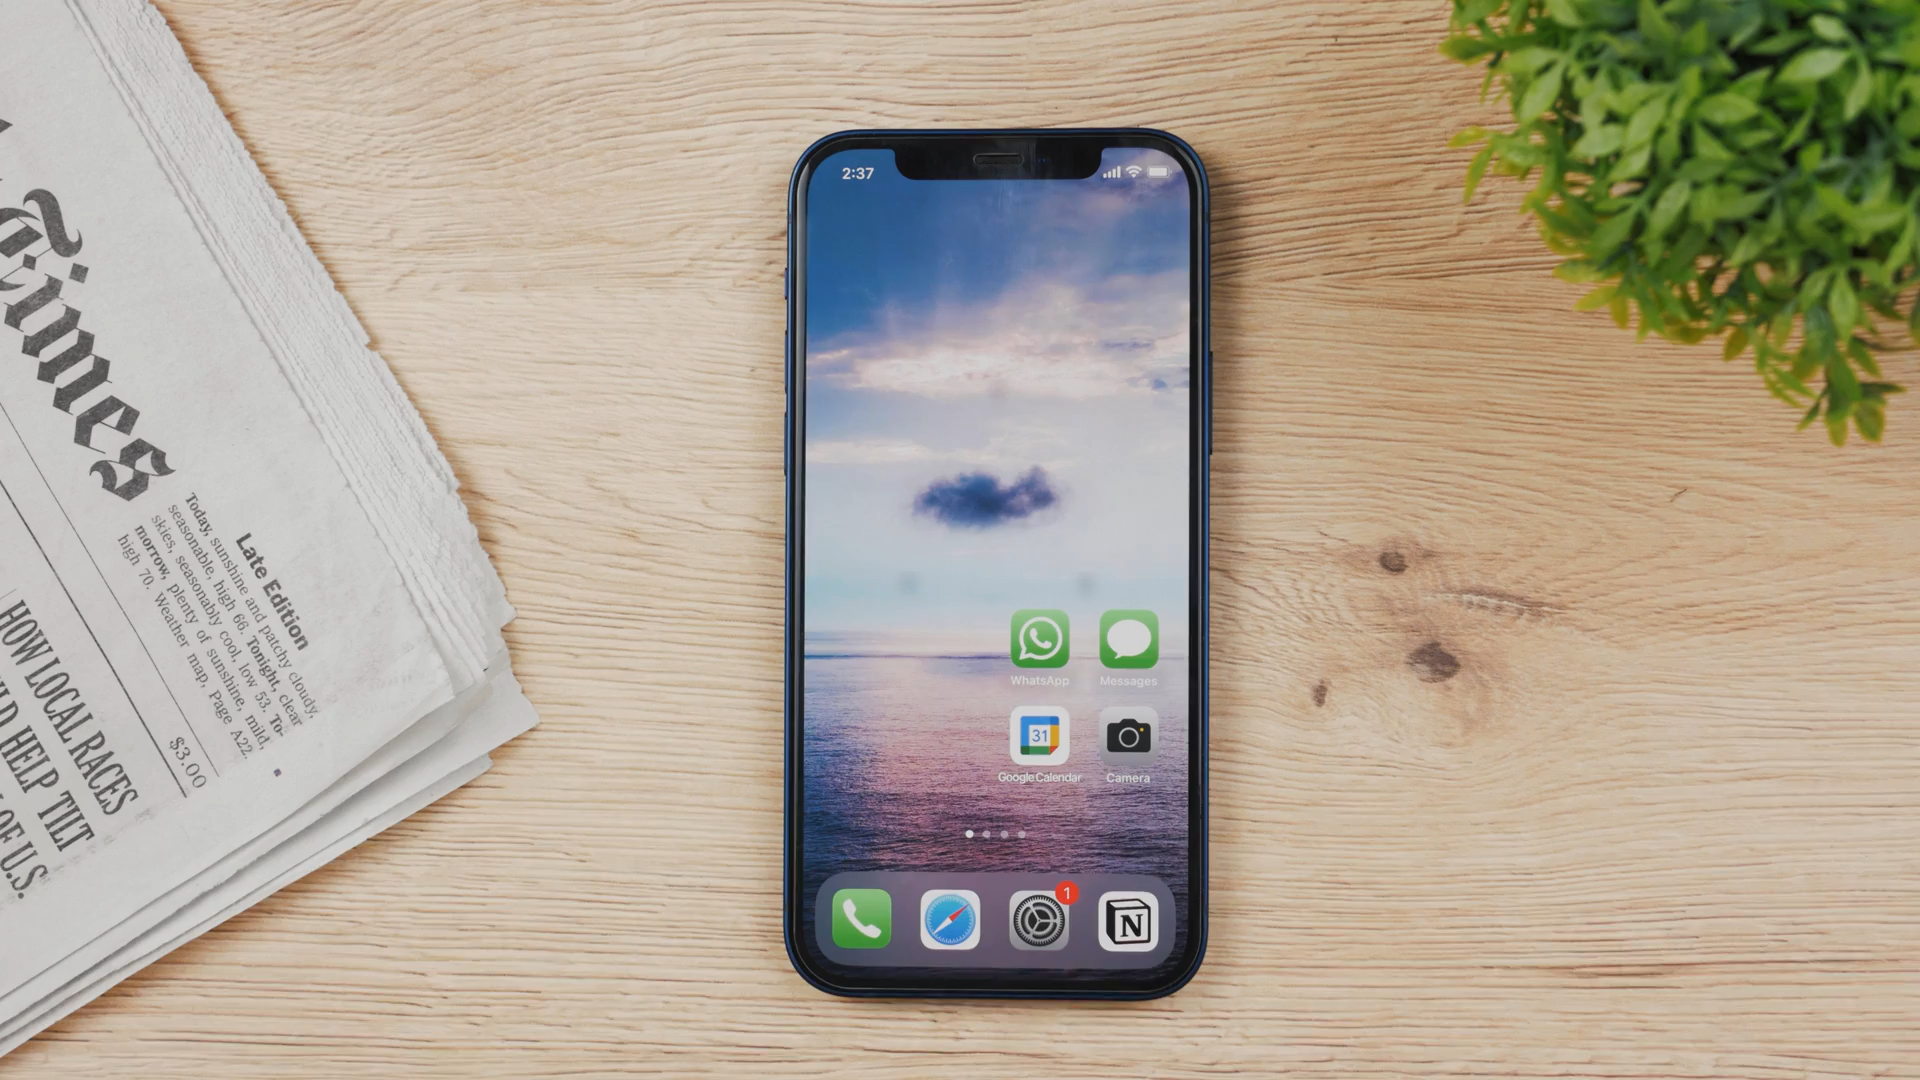 Times
Late Edition
Today, sunshine and patchy cloudy,
seasonable, high 66. Tonight, clear
skies, seasonably cool, low 53. To-
morrow, plenty of sunshine, mild,
high 70. Weather map, Page A22.
$3.00
HOW LOCAL RACES
HELP TILT
OF U.S.
2:37
WhatsApp
Messages
31
Google Calendar
Camera
1
N